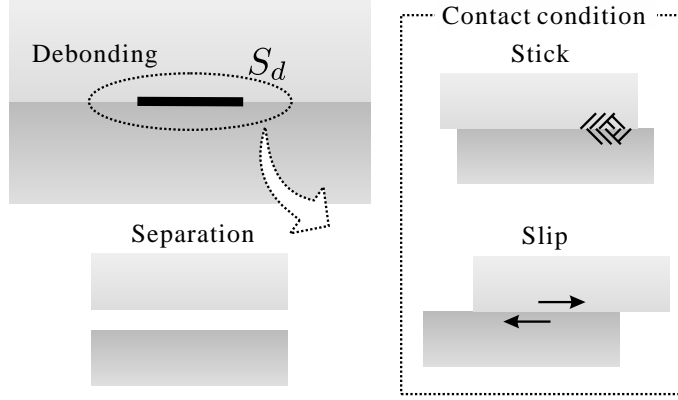 Contact condition
Debonding
S_d
Stick
Separation
Slip